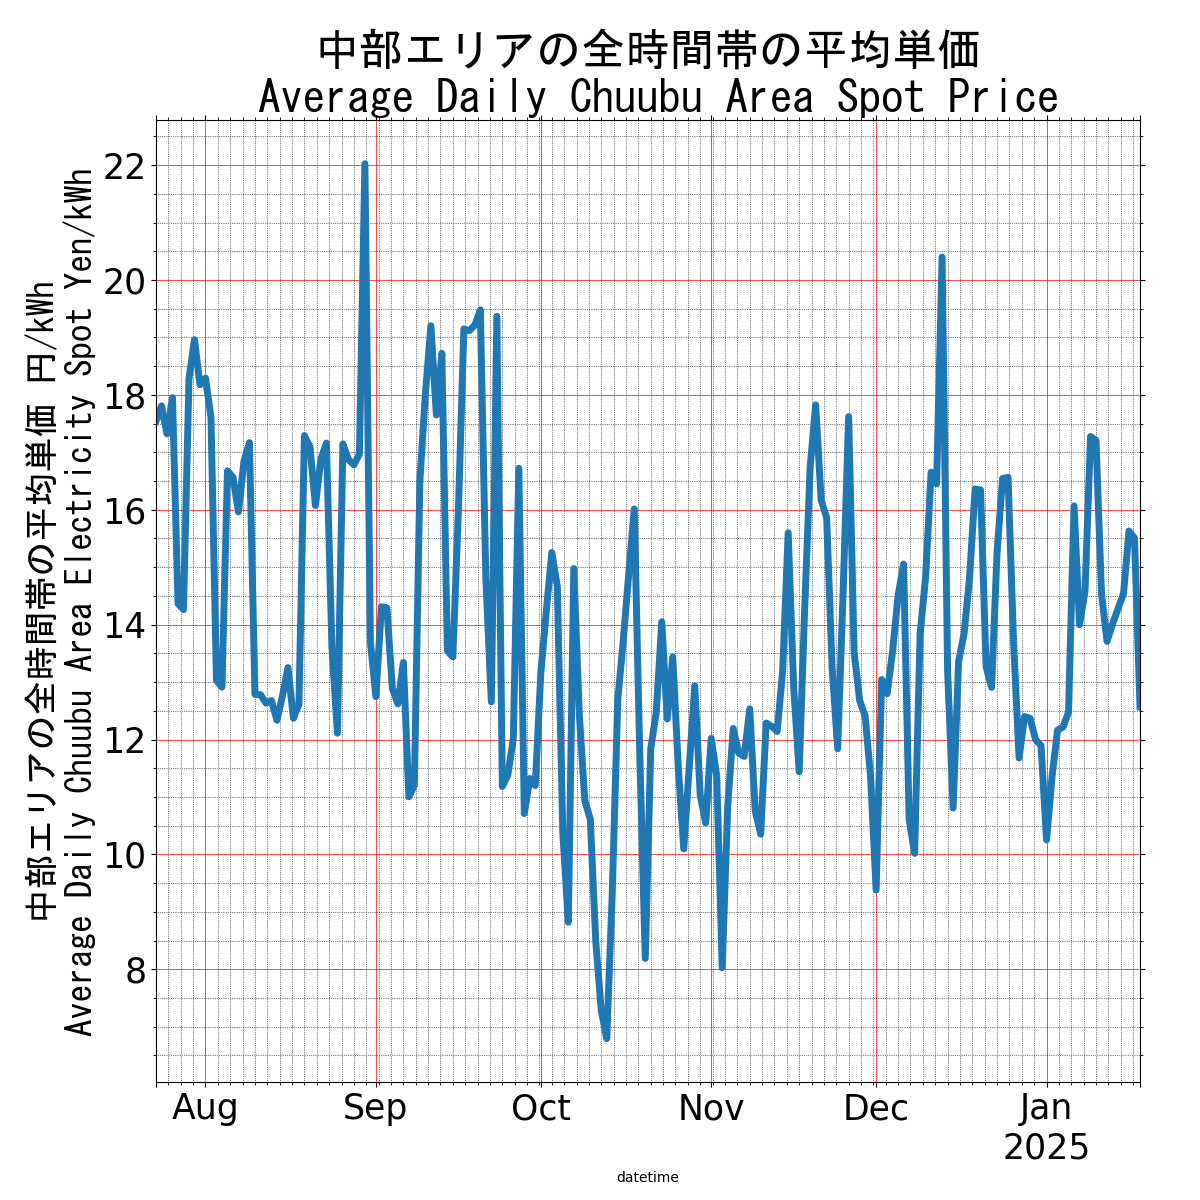 中部エリアの全時間帯の平均単価
Average Daily Chuubu Area Spot Price
中部エリアの全時間帯の平均単価 円/kWh
Average Daily Chuubu Area Electricity Spot Yen/kWh
22
20
18
16
14
12
10
8
Aug Sep Oct Nov Dec Jan
2025
datetime